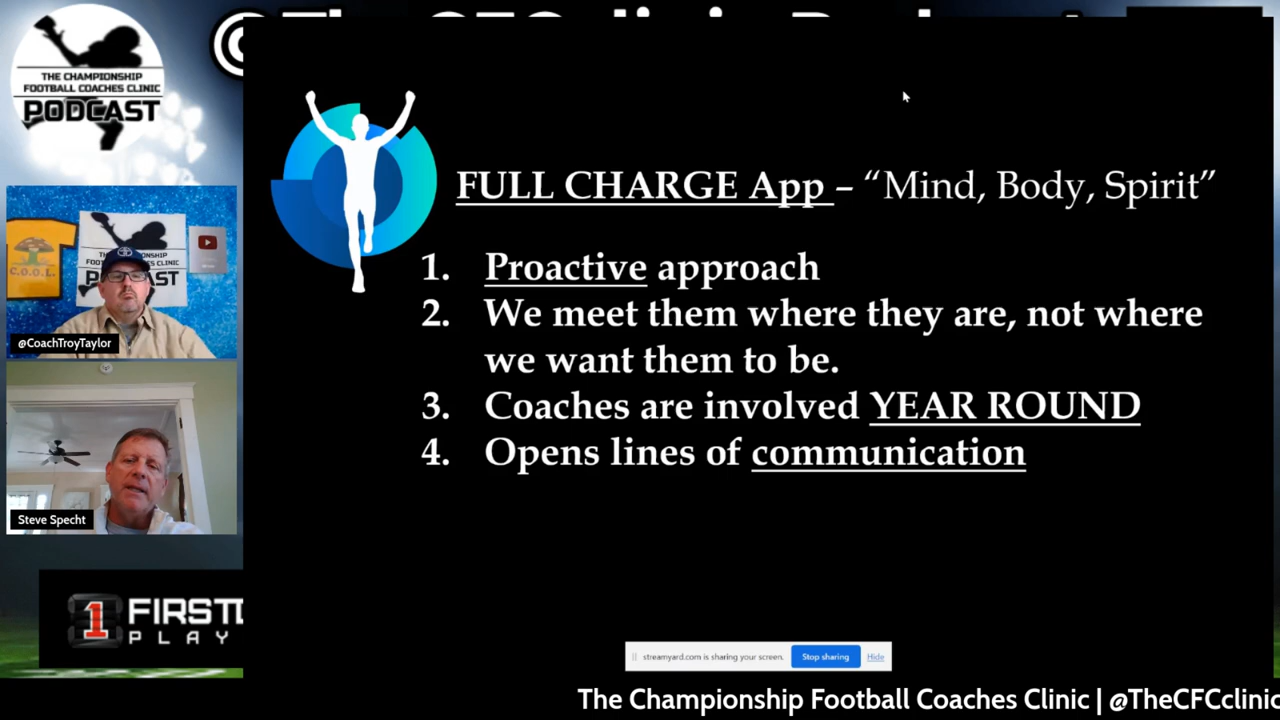 THE CHAMPIONSHIP
FOOTBALL COACHES CLINIC
PODCAST
FULL CHARGE App – “Mind, Body, Spirit”
1. Proactive approach
2. We meet them where they are, not where
we want them to be.
3. Coaches are involved YEAR ROUND
4. Opens lines of communication
C.O.O.L.
@CoachTroyTaylor
Steve Specht
1 FIRST
PLAY
streamyard.com is sharing your screen. Stop sharing Hide
The Championship Football Coaches Clinic | @TheCFCclinic